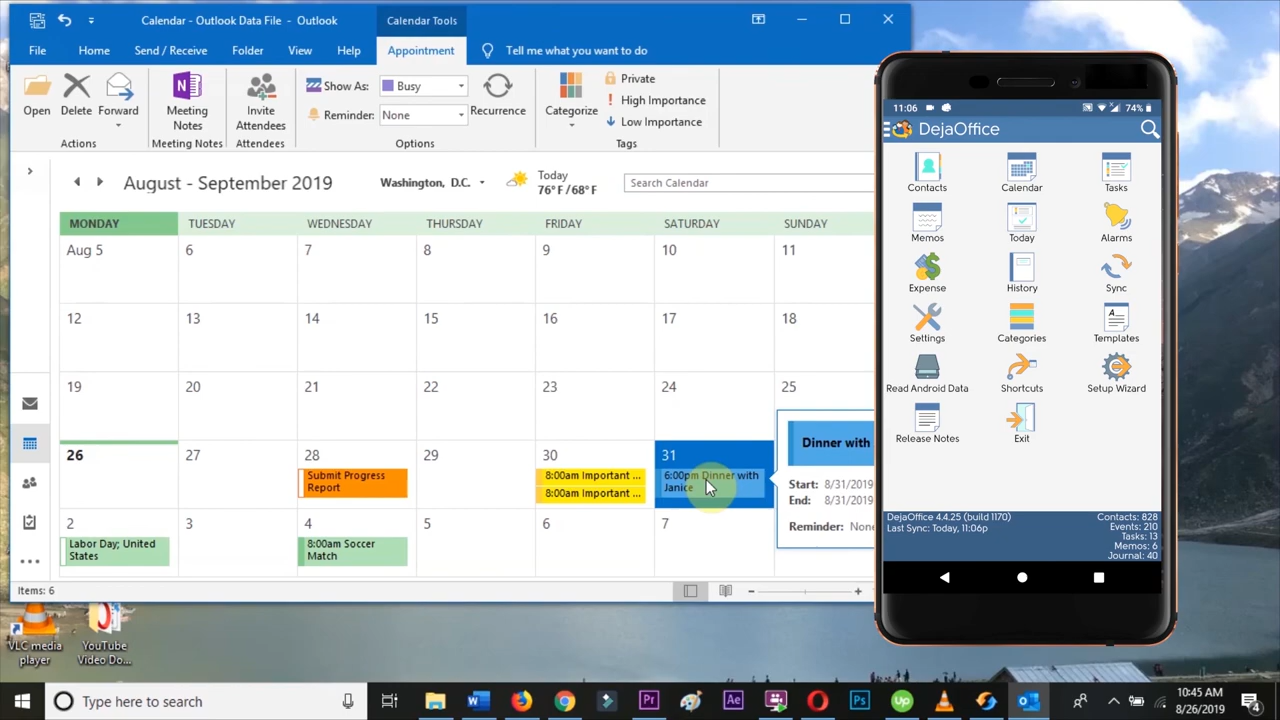 Calendar - Outlook Data File - Outlook
Calendar Tools
File
Home
Send / Receive
Folder
View
Help
Appointment
Tell me what you want to do
Open
Delete
Forward
Actions
Meeting
Notes
Meeting Notes
Invite
Attendees
Attendees
Show As:
Busy
Reminder:
None
Recurrence
Options
Categorize
Private
High Importance
Low Importance
Tags
August - September 2019
Washington, D.C.
Today
76°F/68°F
Search Calendar
MONDAY
TUESDAY
WEDNESDAY
THURSDAY
FRIDAY
SATURDAY
SUNDAY
Aug 5
6
7
8
9
10
11
12
13
14
15
16
17
18
19
20
21
22
23
24
25
26
27
28
Submit Progress
Report
29
30
8:00am Important ...
8:00am Important ...
31
6:00pm Dinner with
Janice
Dinner with
Start: 8/31/2019
End: 8/31/2019
Reminder: None
2
Labor Day; United
States
3
4
8:00am Soccer
Match
5
6
7
Items: 6
11:06
74%
DejaOffice
Contacts
Calendar
Tasks
Memos
Today
Alarms
Expense
History
Sync
Settings
Categories
Templates
Read Android Data
Shortcuts
Setup Wizard
Release Notes
Exit
DejaOffice 4.4.25 (build 1170)
Last Sync: Today, 11:06p
Contacts: 828
Events: 210
Tasks: 13
Memos: 6
Journal: 40
VLC media
player
YouTube
Video Do...
Type here to search
Pr
Ae
Ps
Up
10:45 AM
8/26/2019
4